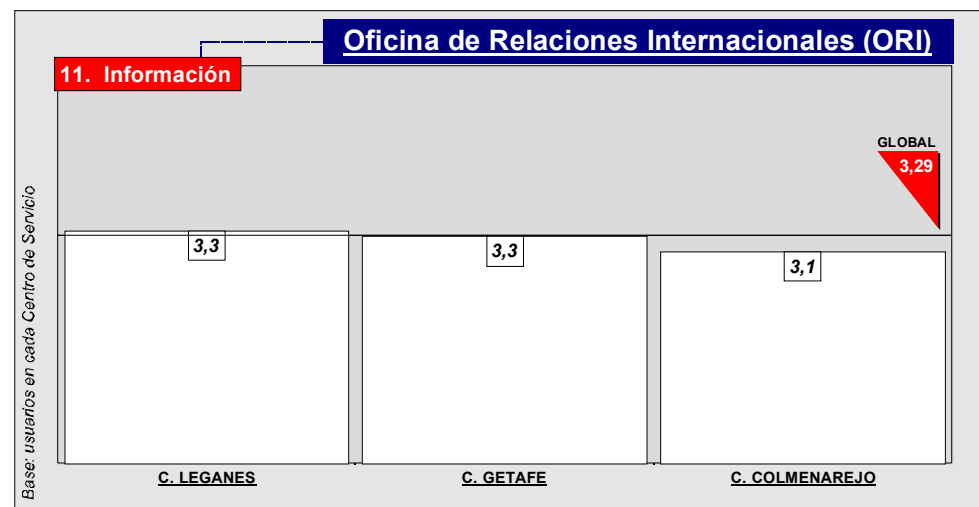 Oficina de Relaciones Internacionales (ORI)
11. Información
GLOBAL
3,29
Base: usuarios en cada Centro de Servicio
3,3
3,3
3,1
C. LEGANES
C. GETAFE
C. COLMENAREJO